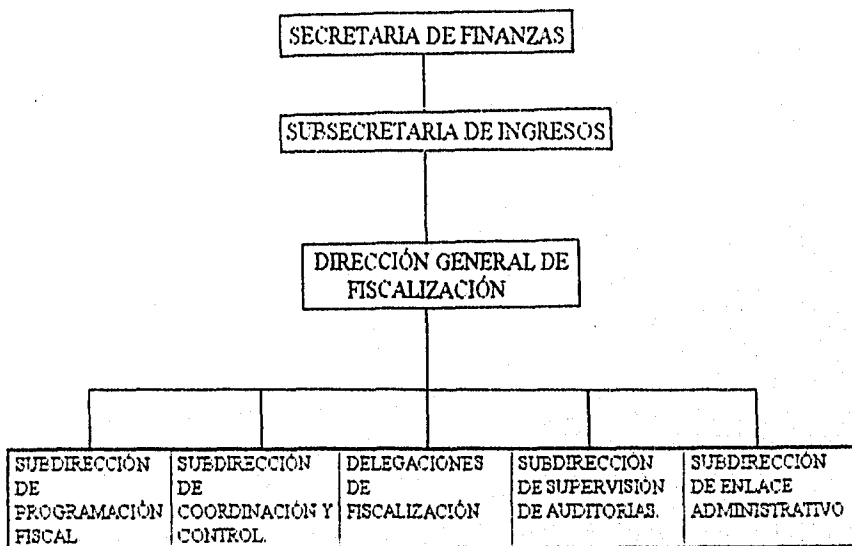 SECRETARIA DE FINANZAS
SUBSECRETARIA DE INGRESOS
DIRECCIÓN GENERAL DE
FISCALIZACIÓN
SUBDIRECCIÓN
DE
PROGRAMACIÓN
FISCAL
SUBDIRECCIÓN
DE
COORDINACIÓN Y
CONTROL.
DELEGACIONES
DE
FISCALIZACIÓN
SUBDIRECCIÓN
DE SUPERVISIÓN
DE AUDITORIAS.
SUBDIRECCIÓN
DE ENLACE
ADMINISTRATIVO